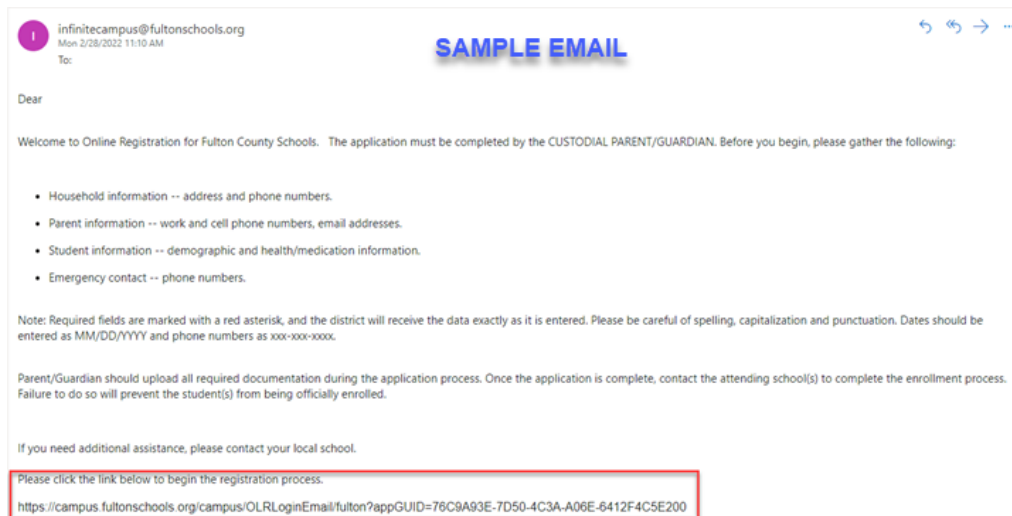 I
infinitecampus@fultonschools.org
Mon 2/28/2022 11:10 AM
To:
SAMPLE EMAIL
Dear
Welcome to Online Registration for Fulton County Schools. The application must be completed by the CUSTODIAL PARENT/GUARDIAN. Before you begin, please gather the following:
• Household information -- address and phone numbers.
• Parent information -- work and cell phone numbers, email addresses.
• Student information -- demographic and health/medication information.
• Emergency contact -- phone numbers.
Note: Required fields are marked with a red asterisk, and the district will receive the data exactly as it is entered. Please be careful of spelling, capitalization and punctuation. Dates should be
entered as MM/DD/YYYY and phone numbers as xxx-xxx-xxxx.
Parent/Guardian should upload all required documentation during the application process. Once the application is complete, contact the attending school(s) to complete the enrollment process.
Failure to do so will prevent the student(s) from being officially enrolled.
If you need additional assistance, please contact your local school.
Please click the link below to begin the registration process.
https://campus.fultonschools.org/campus/OLRLoginEmail/fulton?appGUID=76C9A93E-7D50-4C3A-A06E-6412F4C5E200